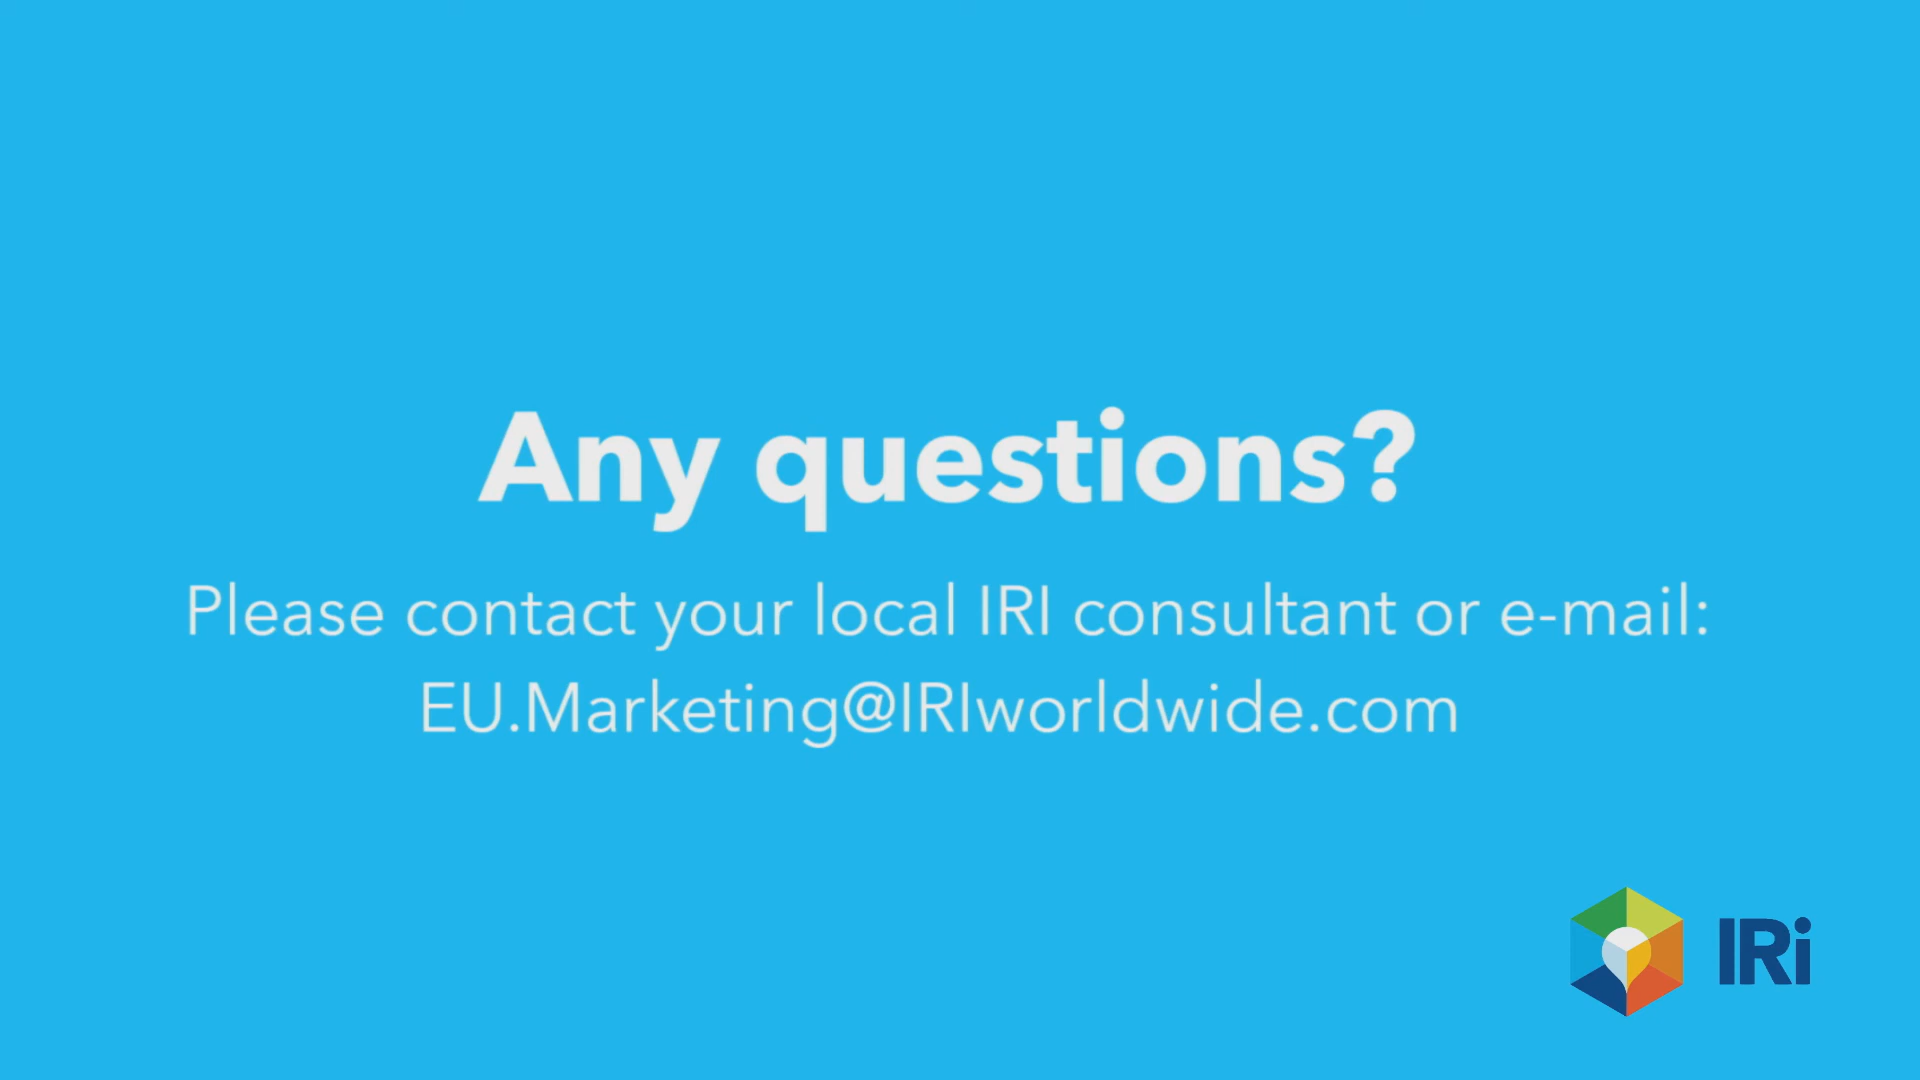 Any questions?
Please contact your local IRI consultant or e-mail:
EU.Marketing@IRIworldwide.com
IRi